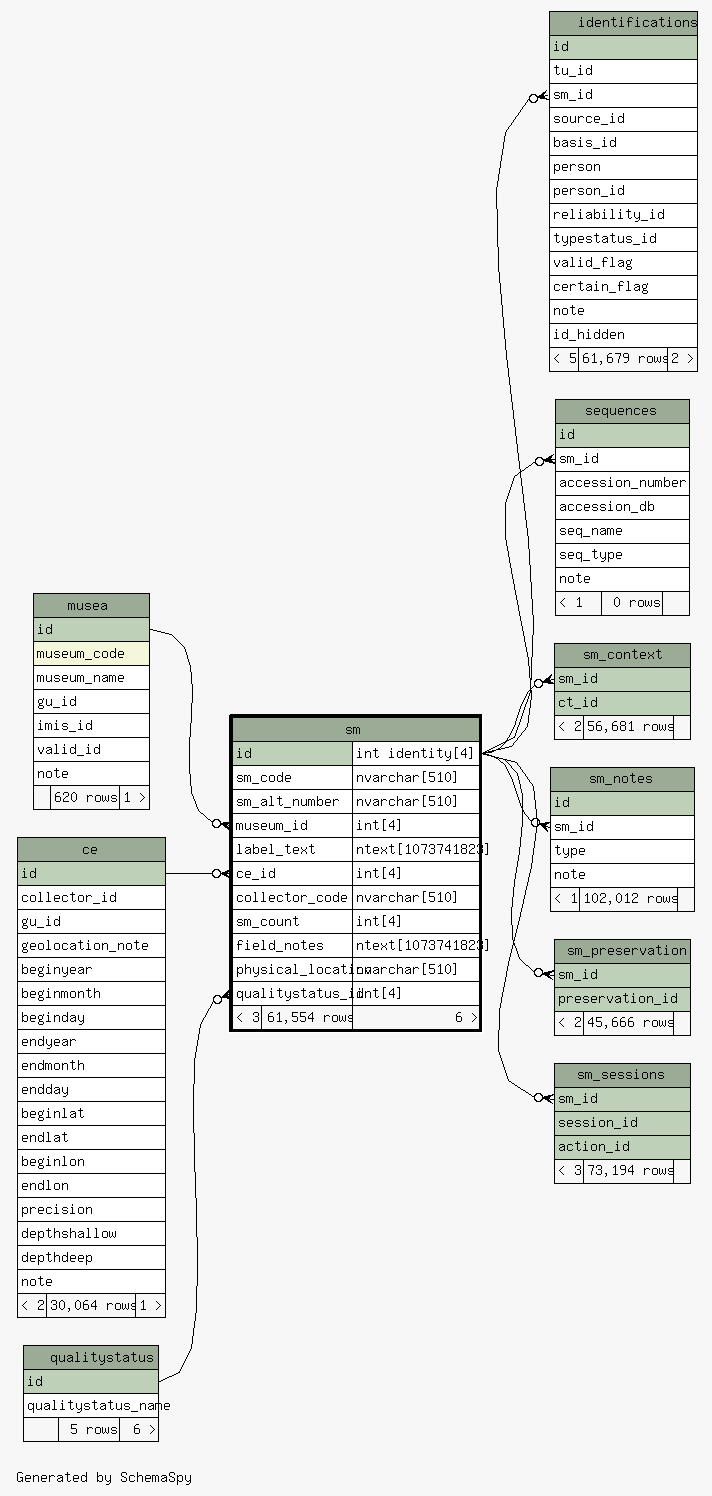 identifications
id
tu_id
sm_id
source_id
basis_id
person
person_id
reliability_id
typestatus_id
valid_flag
certain_flag
note
id_hidden
< 5 61,679 rows 2 >
sequences
id
sm_id
accession_number
accession_db
seq_name
seq_type
note
< 1 0 rows
musea
id
museum_code
museum_name
gu_id
imis_id
valid_id
note
620 rows 1 >
sm_context
sm_id
ct_id
< 2 56,681 rows
sm
id int identity[4]
sm_code nvarchar[510]
sm_alt_number nvarchar[510]
museum_id int[4]
label_text ntext[1073741823]
ce_id int[4]
collector_code nvarchar[510]
sm_count int[4]
field_notes ntext[1073741823]
physical_location nvarchar[510]
qualitystatus_id int[4]
< 3 61,554 rows 6 >
sm_notes
id
sm_id
type
note
< 1 102,012 rows
ce
id
collector_id
gu_id
geolocation_note
beginyear
beginmonth
beginday
endyear
endmonth
endday
beginlat
endlat
beginlon
endlon
precision
depthshallow
depthdeep
note
< 2 30,064 rows 1 >
sm_preservation
sm_id
preservation_id
< 2 45,666 rows
sm_sessions
sm_id
session_id
action_id
< 3 73,194 rows
qualitystatus
id
qualitystatus_name
5 rows 6 >
Generated by SchemaSpy